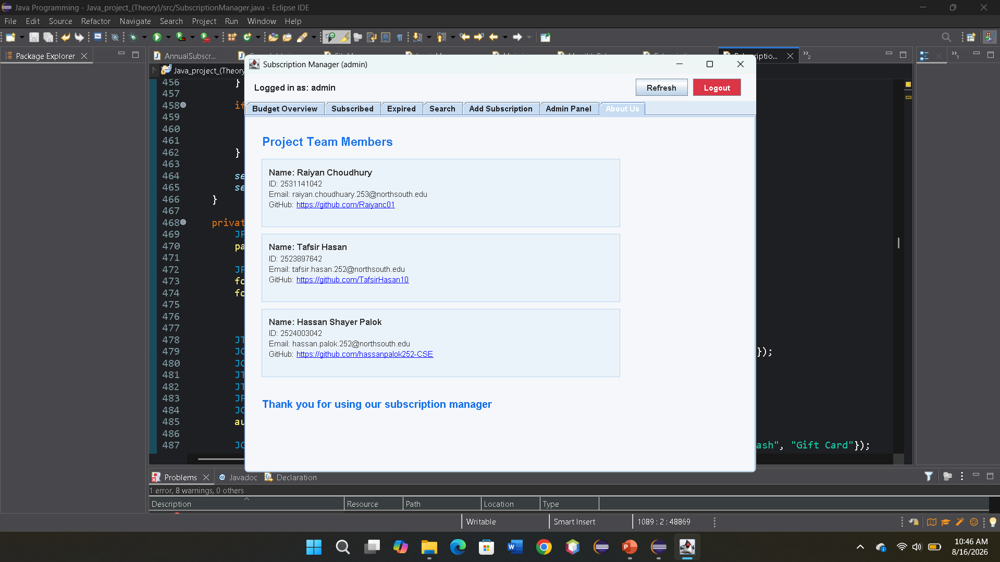 Java Programming - Java_project_(Theory)/src/SubscriptionManager.java - Eclipse IDE
File Edit Source Refactor Navigate Search Project Run Window Help
Package Explorer
AnnualSubscr...
Java_project_(Theory
Subscription Manager (admin)
Logged in as: admin
Refresh
Logout
Budget Overview Subscribed Expired Search Add Subscription Admin Panel About Us
Project Team Members
Name: Raiyan Choudhury
ID: 2531141042
Email: raiyan.choudhuary.253@northsouth.edu
GitHub: https://github.com/Raiyanc01
Name: Tafsir Hasan
ID: 2523897642
Email: tafsir.hasan.252@northsouth.edu
GitHub: https://github.com/TafsirHasan10
Name: Hassan Shayer Palok
ID: 2524003042
Email: hassan.palok.252@northsouth.edu
GitHub: https://github.com/hassanpalok252-CSE
Thank you for using our subscription manager
456 }
457
458 if
459
460
461
462 }
463
464 se
465 se
466 }
467
468 privat
469 JP
470 pa
471
472 JP
473 fo
474 fo
475
476
477
478 JT
479 JC });
480 JC
481 JT
482 JT
483 JP
484 JC
485 au
486
487 JC ash", "Gift Card"});
Problems Javadoc Declaration
1 error, 8 warnings, 0 others
Description Resource Path Location Type
Writable Smart Insert 1089 : 2 : 48869
10:46 AM
8/16/2026